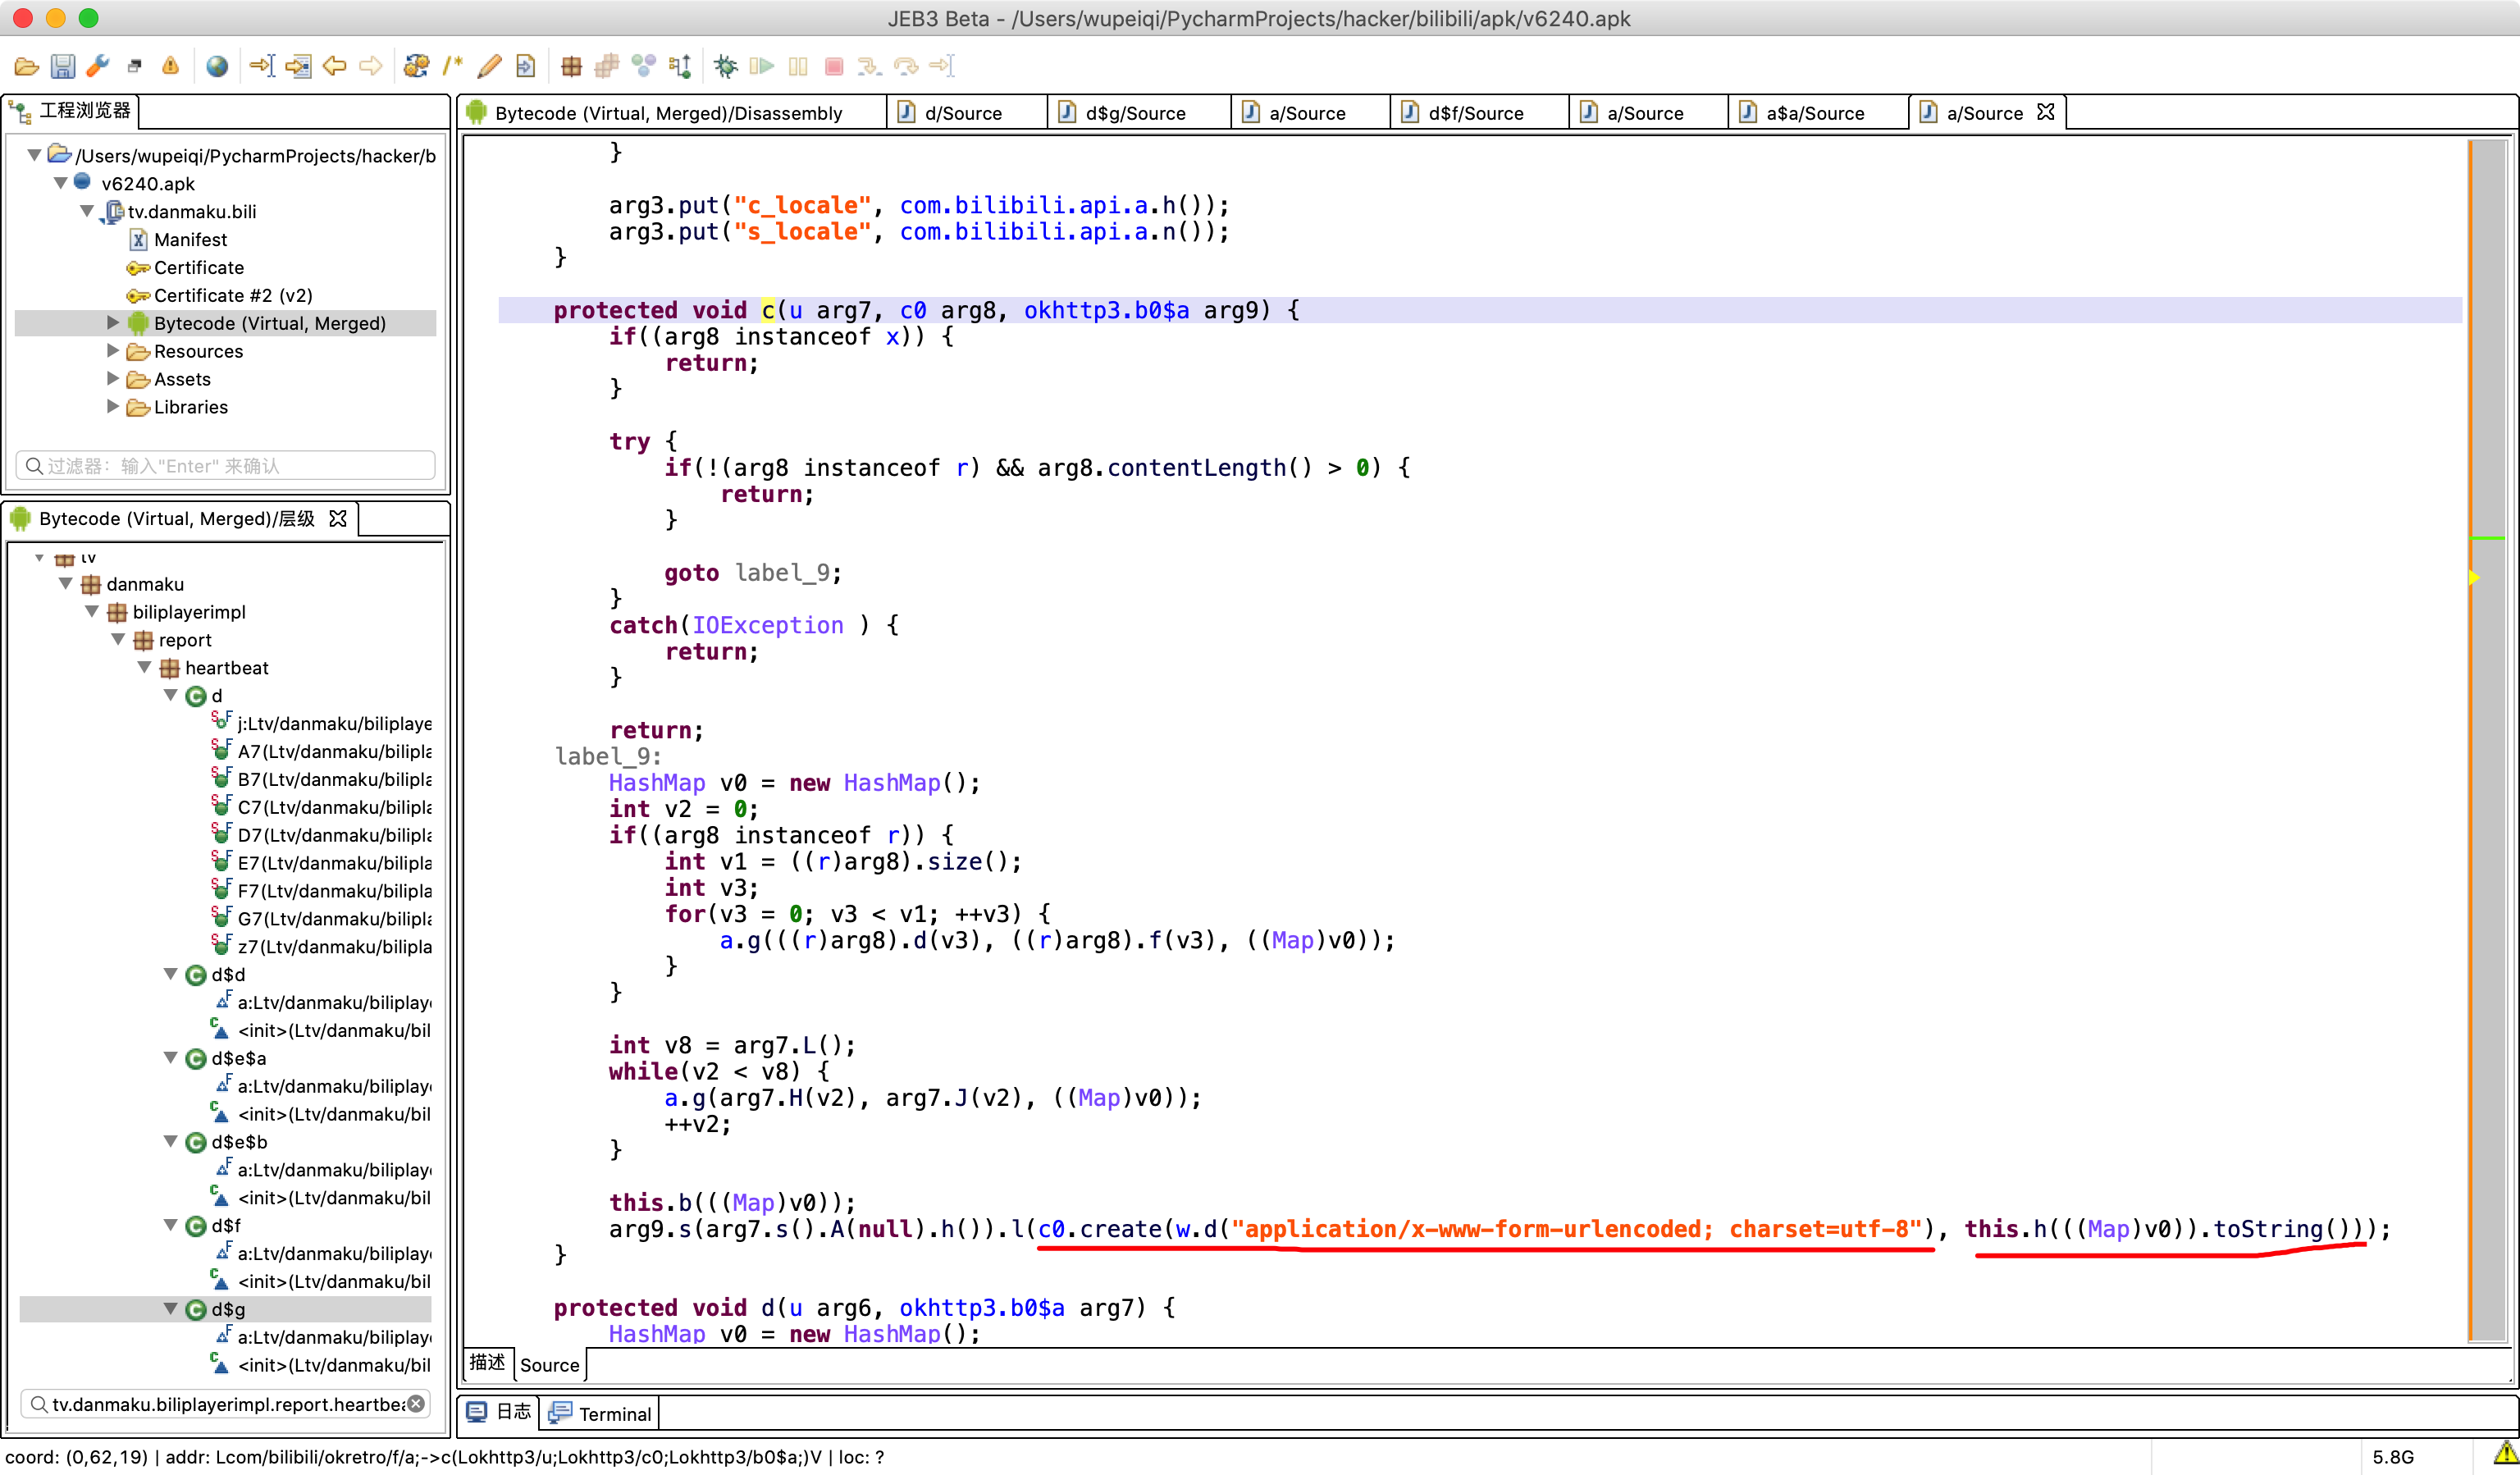 JEB3 Beta - /Users/wupeiqi/PycharmProjects/hacker/bilibili/apk/v6240.apk
工程浏览器
/Users/wupeiqi/PycharmProjects/hacker/b
v6240.apk
tv.danmaku.bili
Manifest
Certificate
Certificate #2 (v2)
Bytecode (Virtual, Merged)
Resources
Assets
Libraries
过滤器：输入"Enter" 来确认
Bytecode (Virtual, Merged)/层级
tv
danmaku
biliplayerimpl
report
heartbeat
d
j:Ltv/danmaku/biliplaye
A7(Ltv/danmaku/bilipla
B7(Ltv/danmaku/bilipla
C7(Ltv/danmaku/bilipla
D7(Ltv/danmaku/bilipla
E7(Ltv/danmaku/bilipla
F7(Ltv/danmaku/bilipla
G7(Ltv/danmaku/bilipla
z7(Ltv/danmaku/bilipla
d$d
a:Ltv/danmaku/biliplaye
<init>(Ltv/danmaku/bil
d$e$a
a:Ltv/danmaku/biliplaye
<init>(Ltv/danmaku/bil
d$e$b
a:Ltv/danmaku/biliplaye
<init>(Ltv/danmaku/bil
d$f
a:Ltv/danmaku/biliplaye
<init>(Ltv/danmaku/bil
d$g
a:Ltv/danmaku/biliplaye
<init>(Ltv/danmaku/bil
tv.danmaku.biliplayerimpl.report.heartbea
Bytecode (Virtual, Merged)/Disassembly d/Source d$g/Source a/Source d$f/Source a/Source a$a/Source a/Source
}
arg3.put("c_locale", com.bilibili.api.a.h());
arg3.put("s_locale", com.bilibili.api.a.n());
}
protected void c(u arg7, c0 arg8, okhttp3.b0$a arg9) {
if((arg8 instanceof x)) {
return;
}
try {
if(!(arg8 instanceof r) && arg8.contentLength() > 0) {
return;
}
goto label_9;
}
catch(IOException ) {
return;
}
return;
label_9:
HashMap v0 = new HashMap();
int v2 = 0;
if((arg8 instanceof r)) {
int v1 = ((r)arg8).size();
int v3;
for(v3 = 0; v3 < v1; ++v3) {
a.g(((r)arg8).d(v3), ((r)arg8).f(v3), ((Map)v0));
}
}
int v8 = arg7.L();
while(v2 < v8) {
a.g(arg7.H(v2), arg7.J(v2), ((Map)v0));
++v2;
}
this.b(((Map)v0));
arg9.s(arg7.s().A(null).h()).l(c0.create(w.d("application/x-www-form-urlencoded; charset=utf-8"), this.h(((Map)v0)).toString()));
}
protected void d(u arg6, okhttp3.b0$a arg7) {
HashMap v0 = new HashMap();
描述 Source
日志 Terminal
coord: (0,62,19) | addr: Lcom/bilibili/okretro/f/a;->c(Lokhttp3/u;Lokhttp3/c0;Lokhttp3/b0$a;)V | loc: ?
5.8G